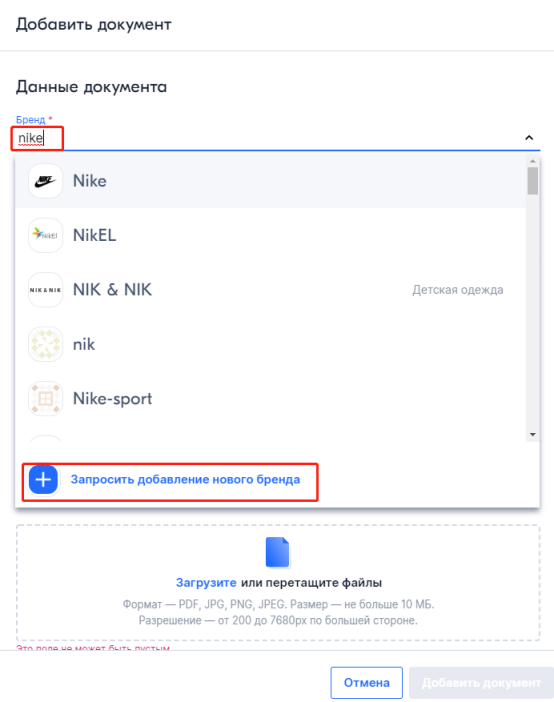 Добавить документ
Данные документа
Бренд *
nike
NIKE
Nike
NikEl
NikEL
NIK & NIK
NIK & NIK
Детская одежда
nik
Nike-sport
Запросить добавление нового бренда
Загрузите или перетащите файлы
Формат — PDF, JPG, PNG, JPEG. Размер — не больше 10 МБ.
Разрешение — от 200 до 7680px по большей стороне.
Это поле не может быть пустым
Отмена
Добавить документ